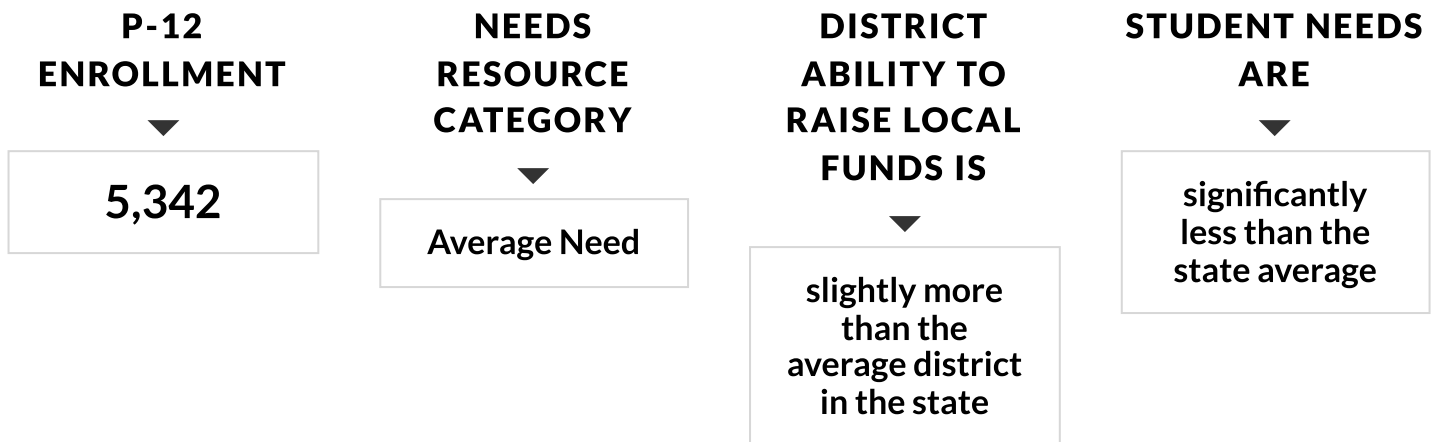 P-12
ENROLLMENT
5,342
NEEDS
RESOURCE
CATEGORY
Average Need
DISTRICT
ABILITY TO
RAISE LOCAL
FUNDS IS
slightly more
than the
average district
in the state
STUDENT NEEDS
ARE
significantly
less than the
state average